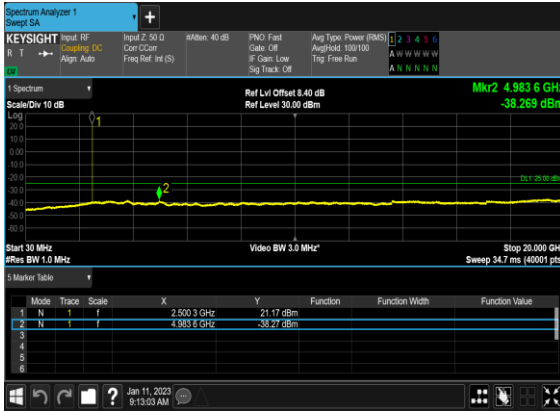 Spectrum Analyzer 1
Swept SA
+
KEYSIGHT Input: RF Input Z: 50 Ω #Atten: 40 dB PNO: Fast Avg Type: Power (RMS) 1 2 3 4 5 6
R T Coupling: DC Corr CCorr Gate: Off Avg|Hold: 100/100 A W W W W W
Align: Auto Freq Ref: Int (S) IF Gain: Low Trig: Free Run
Sig Track: Off A N N N N N
1 Spectrum Ref Lvl Offset 8.40 dB Mkr2 4.983 6 GHz
Scale/Div 10 dB Ref Level 30.00 dBm -38.269 dBm
Log
20.0
10.0
0.00
-10.0
-20.0
-30.0
-40.0
-50.0
-60.0
1
2
Start 30 MHz Video BW 3.0 MHz* Stop 20.000 GH
#Res BW 1.0 MHz Sweep 34.7 ms (40001 pts
5 Marker Table
Mode Trace Scale X Y Function Function Width Function Value
1 N 1 f 2.500 3 GHz 21.17 dBm
2 N 1 f 4.983 6 GHz -38.27 dBm
3
4
5
6
? Jan 11, 2023
9:13:03 AM